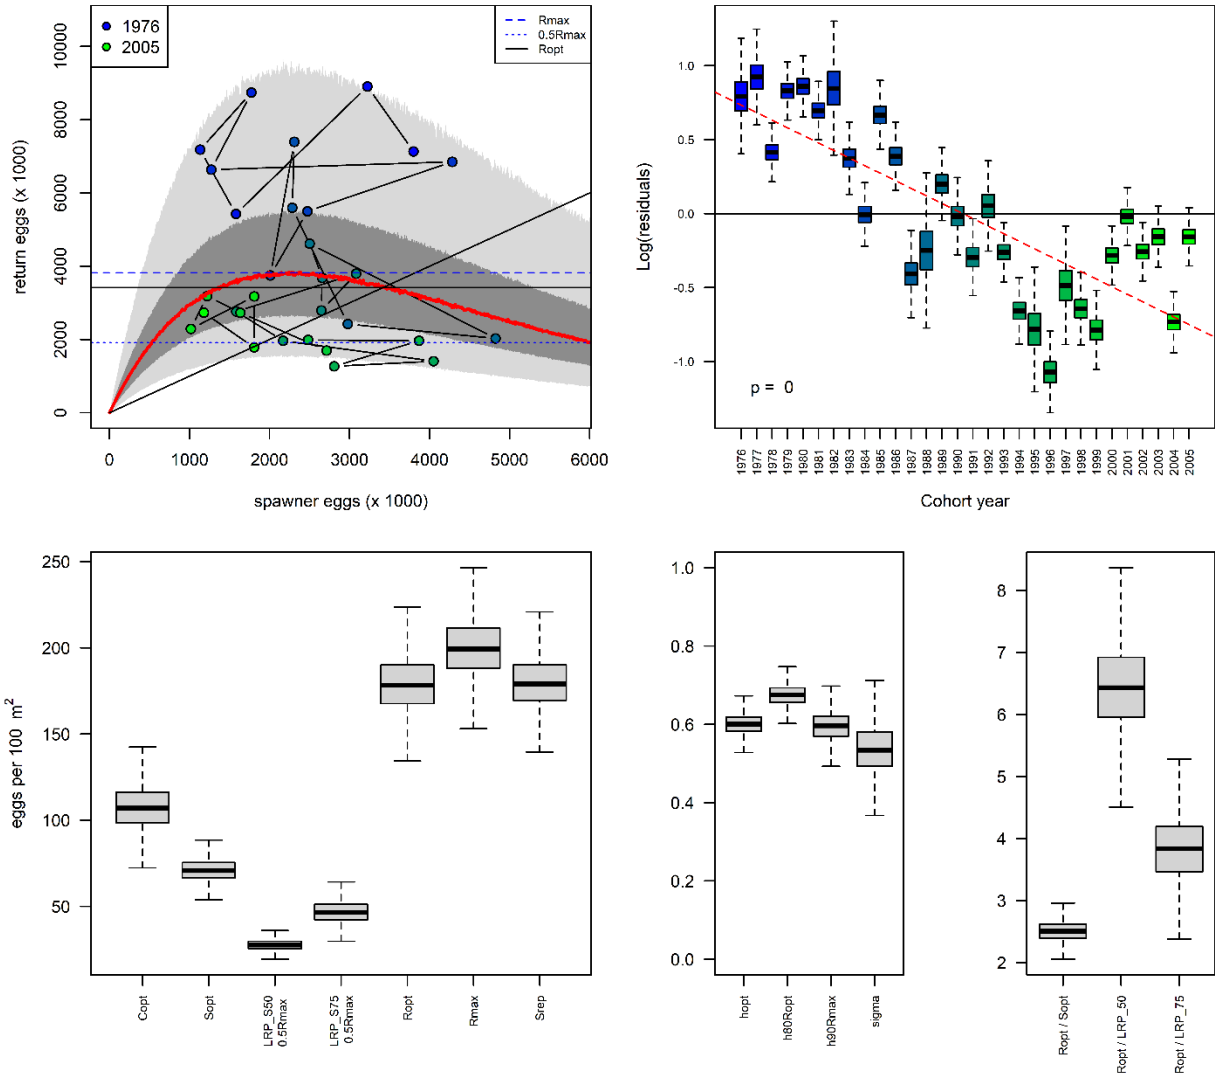 1976
2005
Rmax
0.5Rmax
Ropt
return eggs (x 1000)
10000
8000
6000
4000
2000
0
0 1000 2000 3000 4000 5000 6000
spawner eggs (x 1000)
Log(residuals)
1.0
0.5
0.0
-0.5
-1.0
p = 0
1976 1977 1978 1979 1980 1981 1982 1983 1984 1985 1986 1987 1988 1989 1990 1991 1992 1993 1994 1995 1996 1997 1998 1999 2000 2001 2002 2003 2004 2005
Cohort year
eggs per 100 m²
250
200
150
100
50
Copt
Sopt
LRP_S50
0.5Rmax
LRP_S75
0.5Rmax
Ropt
Rmax
Srep
1.0
0.8
0.6
0.4
0.2
0.0
hopt
h80Ropt
h90Rmax
sigma
8
7
6
5
4
3
2
Ropt / Sopt
Ropt / LRP_50
Ropt / LRP_75